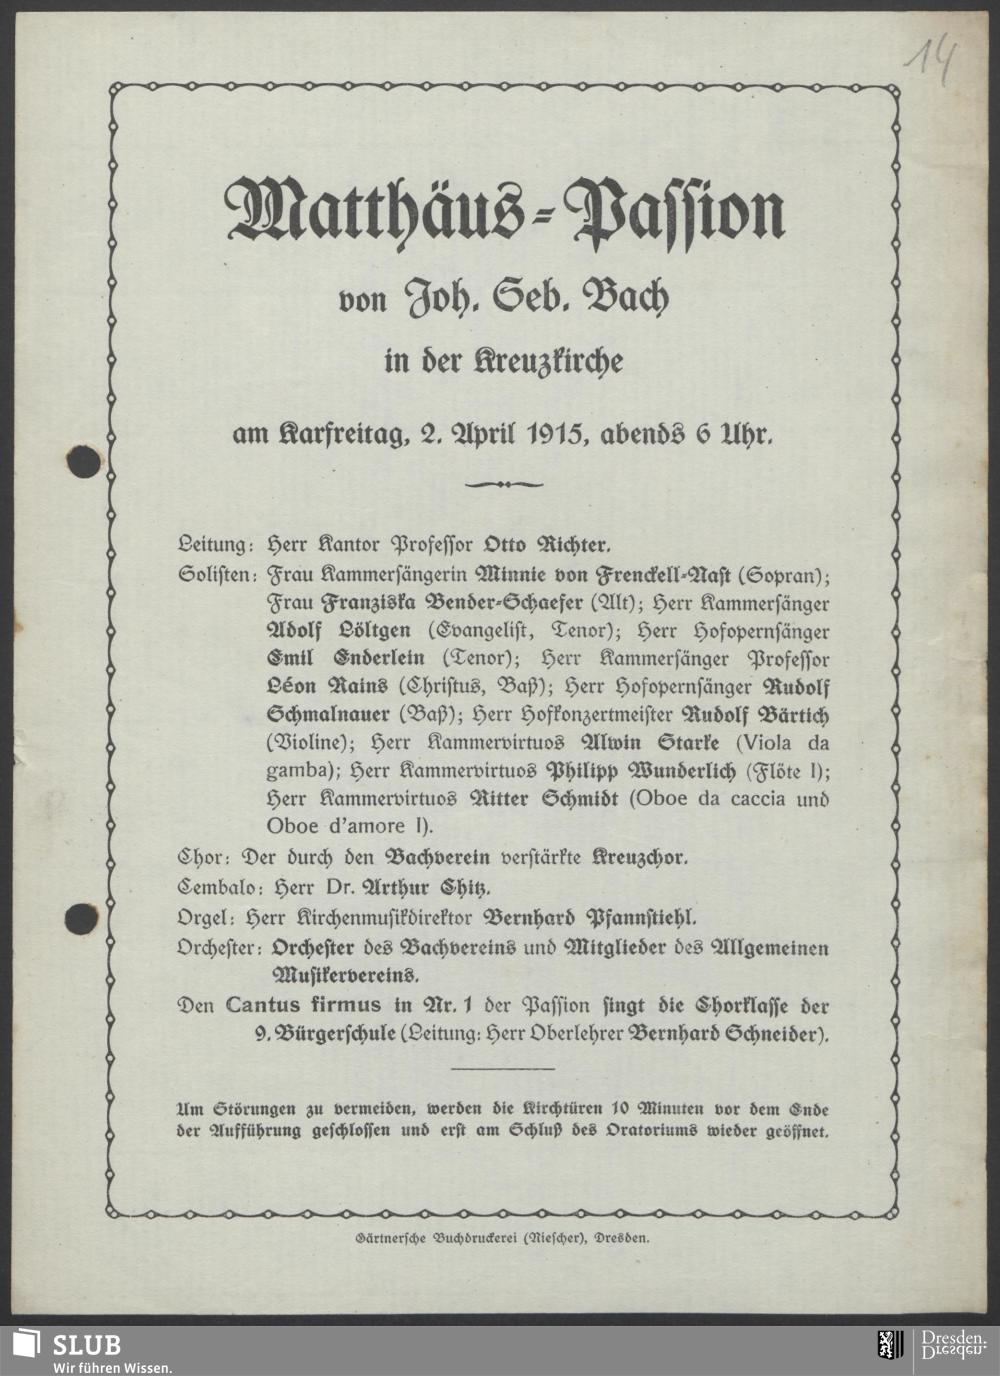 14
Matthäus-Passion
von Joh. Seb. Bach
in der Kreuzkirche
am Karfreitag, 2. April 1915, abends 6 Uhr.
Leitung: Herr Kantor Professor Otto Richter.
Solisten: Frau Kammersängerin Minnie von Frenckell-Nast (Sopran);
Frau Franziska Bender-Schaefer (Alt); Herr Kammersänger
Adolf Löltgen (Evangelist, Tenor); Herr Hofopernsänger
Emil Enderlein (Tenor); Herr Kammersänger Professor
Léon Rains (Christus, Baß); Herr Hofopernsänger Rudolf
Schmalnauer (Baß); Herr Hofkonzertmeister Rudolf Bärtich
(Violine); Herr Kammervirtuos Alwin Starke (Viola da
gamba); Herr Kammervirtuos Philipp Wunderlich (Flöte I);
Herr Kammervirtuos Ritter Schmidt (Oboe da caccia und
Oboe d'amore I).
Chor: Der durch den Bachverein verstärkte Kreuzchor.
Cembalo: Herr Dr. Arthur Chitz.
Orgel: Herr Kirchenmusikdirektor Bernhard Pfannstiehl.
Orchester: Orchester des Bachvereins und Mitglieder des Allgemeinen
Musikervereins.
Den Cantus firmus in Nr. 1 der Passion singt die Chorklasse der
9. Bürgerschule (Leitung: Herr Oberlehrer Bernhard Schneider).
Um Störungen zu vermeiden, werden die Kirchtüren 10 Minuten vor dem Ende
der Aufführung geschlossen und erst am Schluß des Oratoriums wieder geöffnet.
Gärtnersche Buchdruckerei (Niescher), Dresden.
SLUB
Wir führen Wissen.
Dresden.
Dresden.